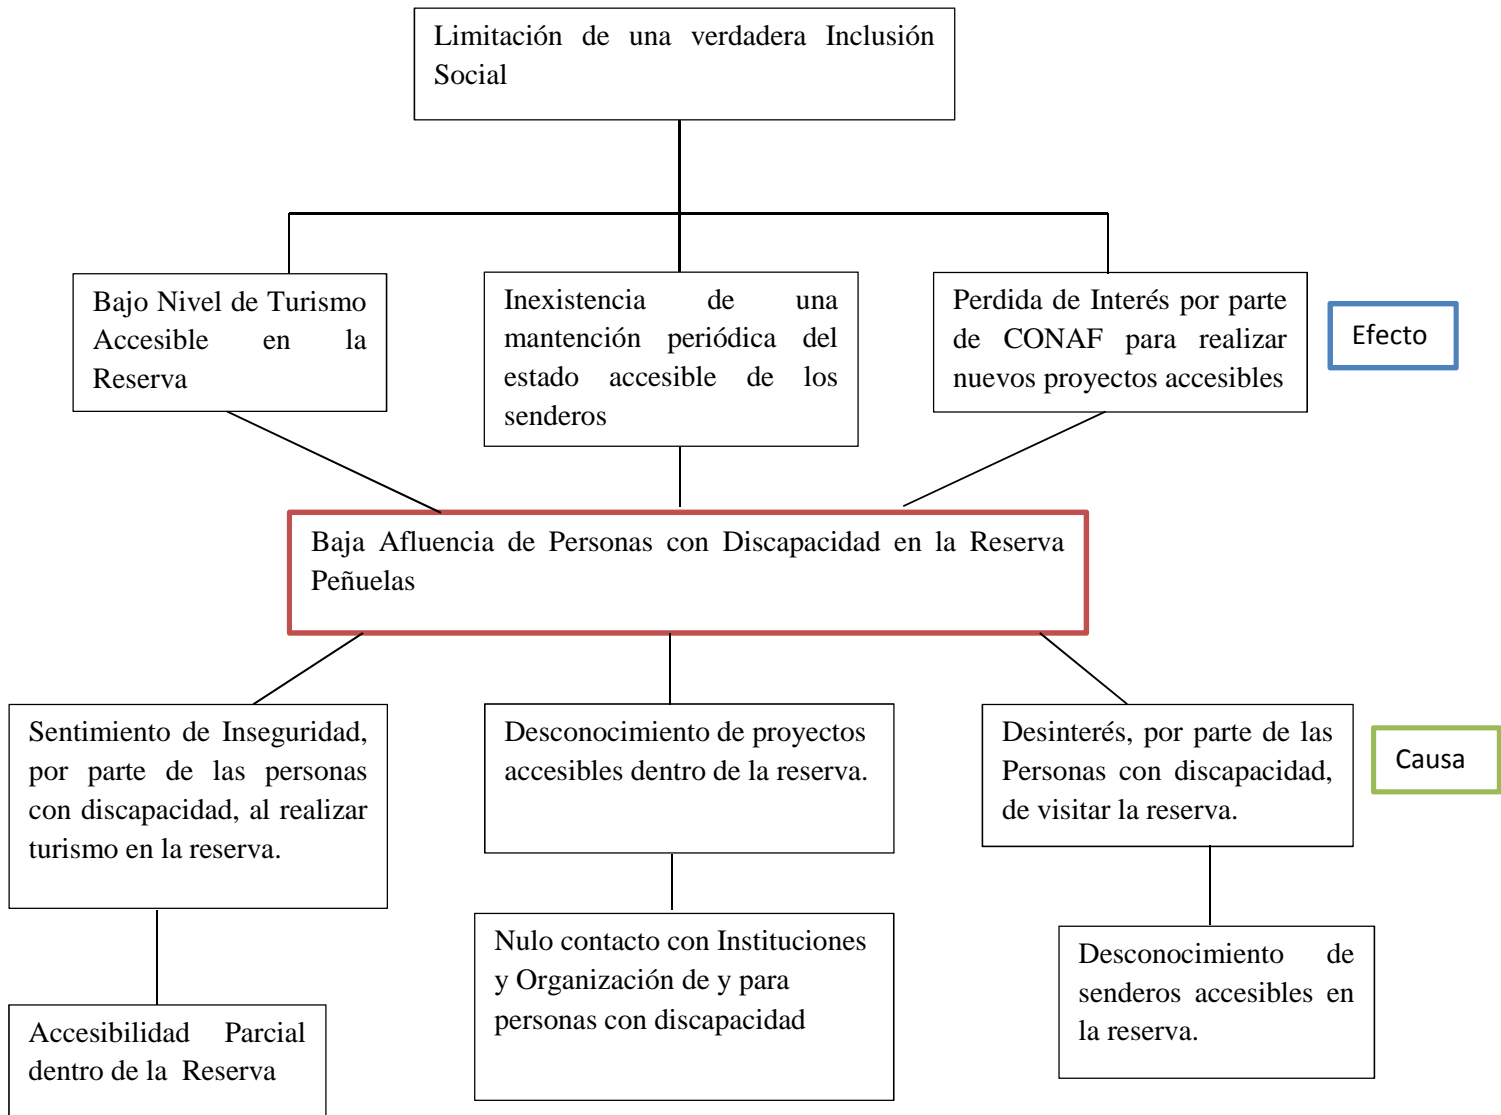 Limitación de una verdadera Inclusión
Social
Bajo Nivel de Turismo
Accesible en la
Reserva
Inexistencia de una
mantención periódica del
estado accesible de los
senderos
Perdida de Interés por parte
de CONAF para realizar
nuevos proyectos accesibles
Efecto
Baja Afluencia de Personas con Discapacidad en la Reserva
Peñuelas
Sentimiento de Inseguridad,
por parte de las personas
con discapacidad, al realizar
turismo en la reserva.
Desconocimiento de proyectos
accesibles dentro de la reserva.
Desinterés, por parte de las
Personas con discapacidad,
de visitar la reserva.
Causa
Accesibilidad Parcial
dentro de la Reserva
Nulo contacto con Instituciones
y Organización de y para
personas con discapacidad
Desconocimiento de
senderos accesibles en
la reserva.